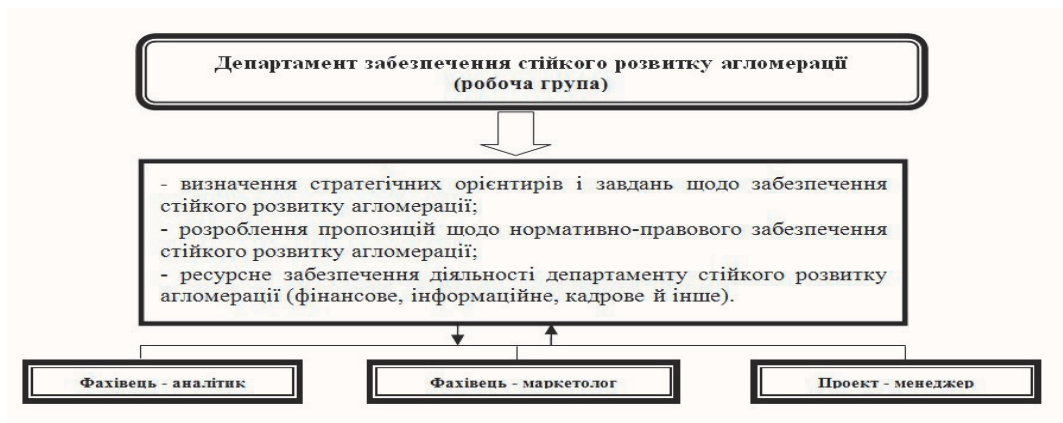 Департамент забезпечення стійкого розвитку агломерації
(робоча група)
- визначення стратегічних орієнтирів і завдань щодо забезпечення
стійкого розвитку агломерації;
- розроблення пропозицій щодо нормативно-правового забезпечення
стійкого розвитку агломерації;
- ресурсне забезпечення діяльності департаменту стійкого розвитку
агломерації (фінансове, інформаційне, кадрове й інше).
Фахівець - аналітик
Фахівець - маркетолог
Проект - менеджер